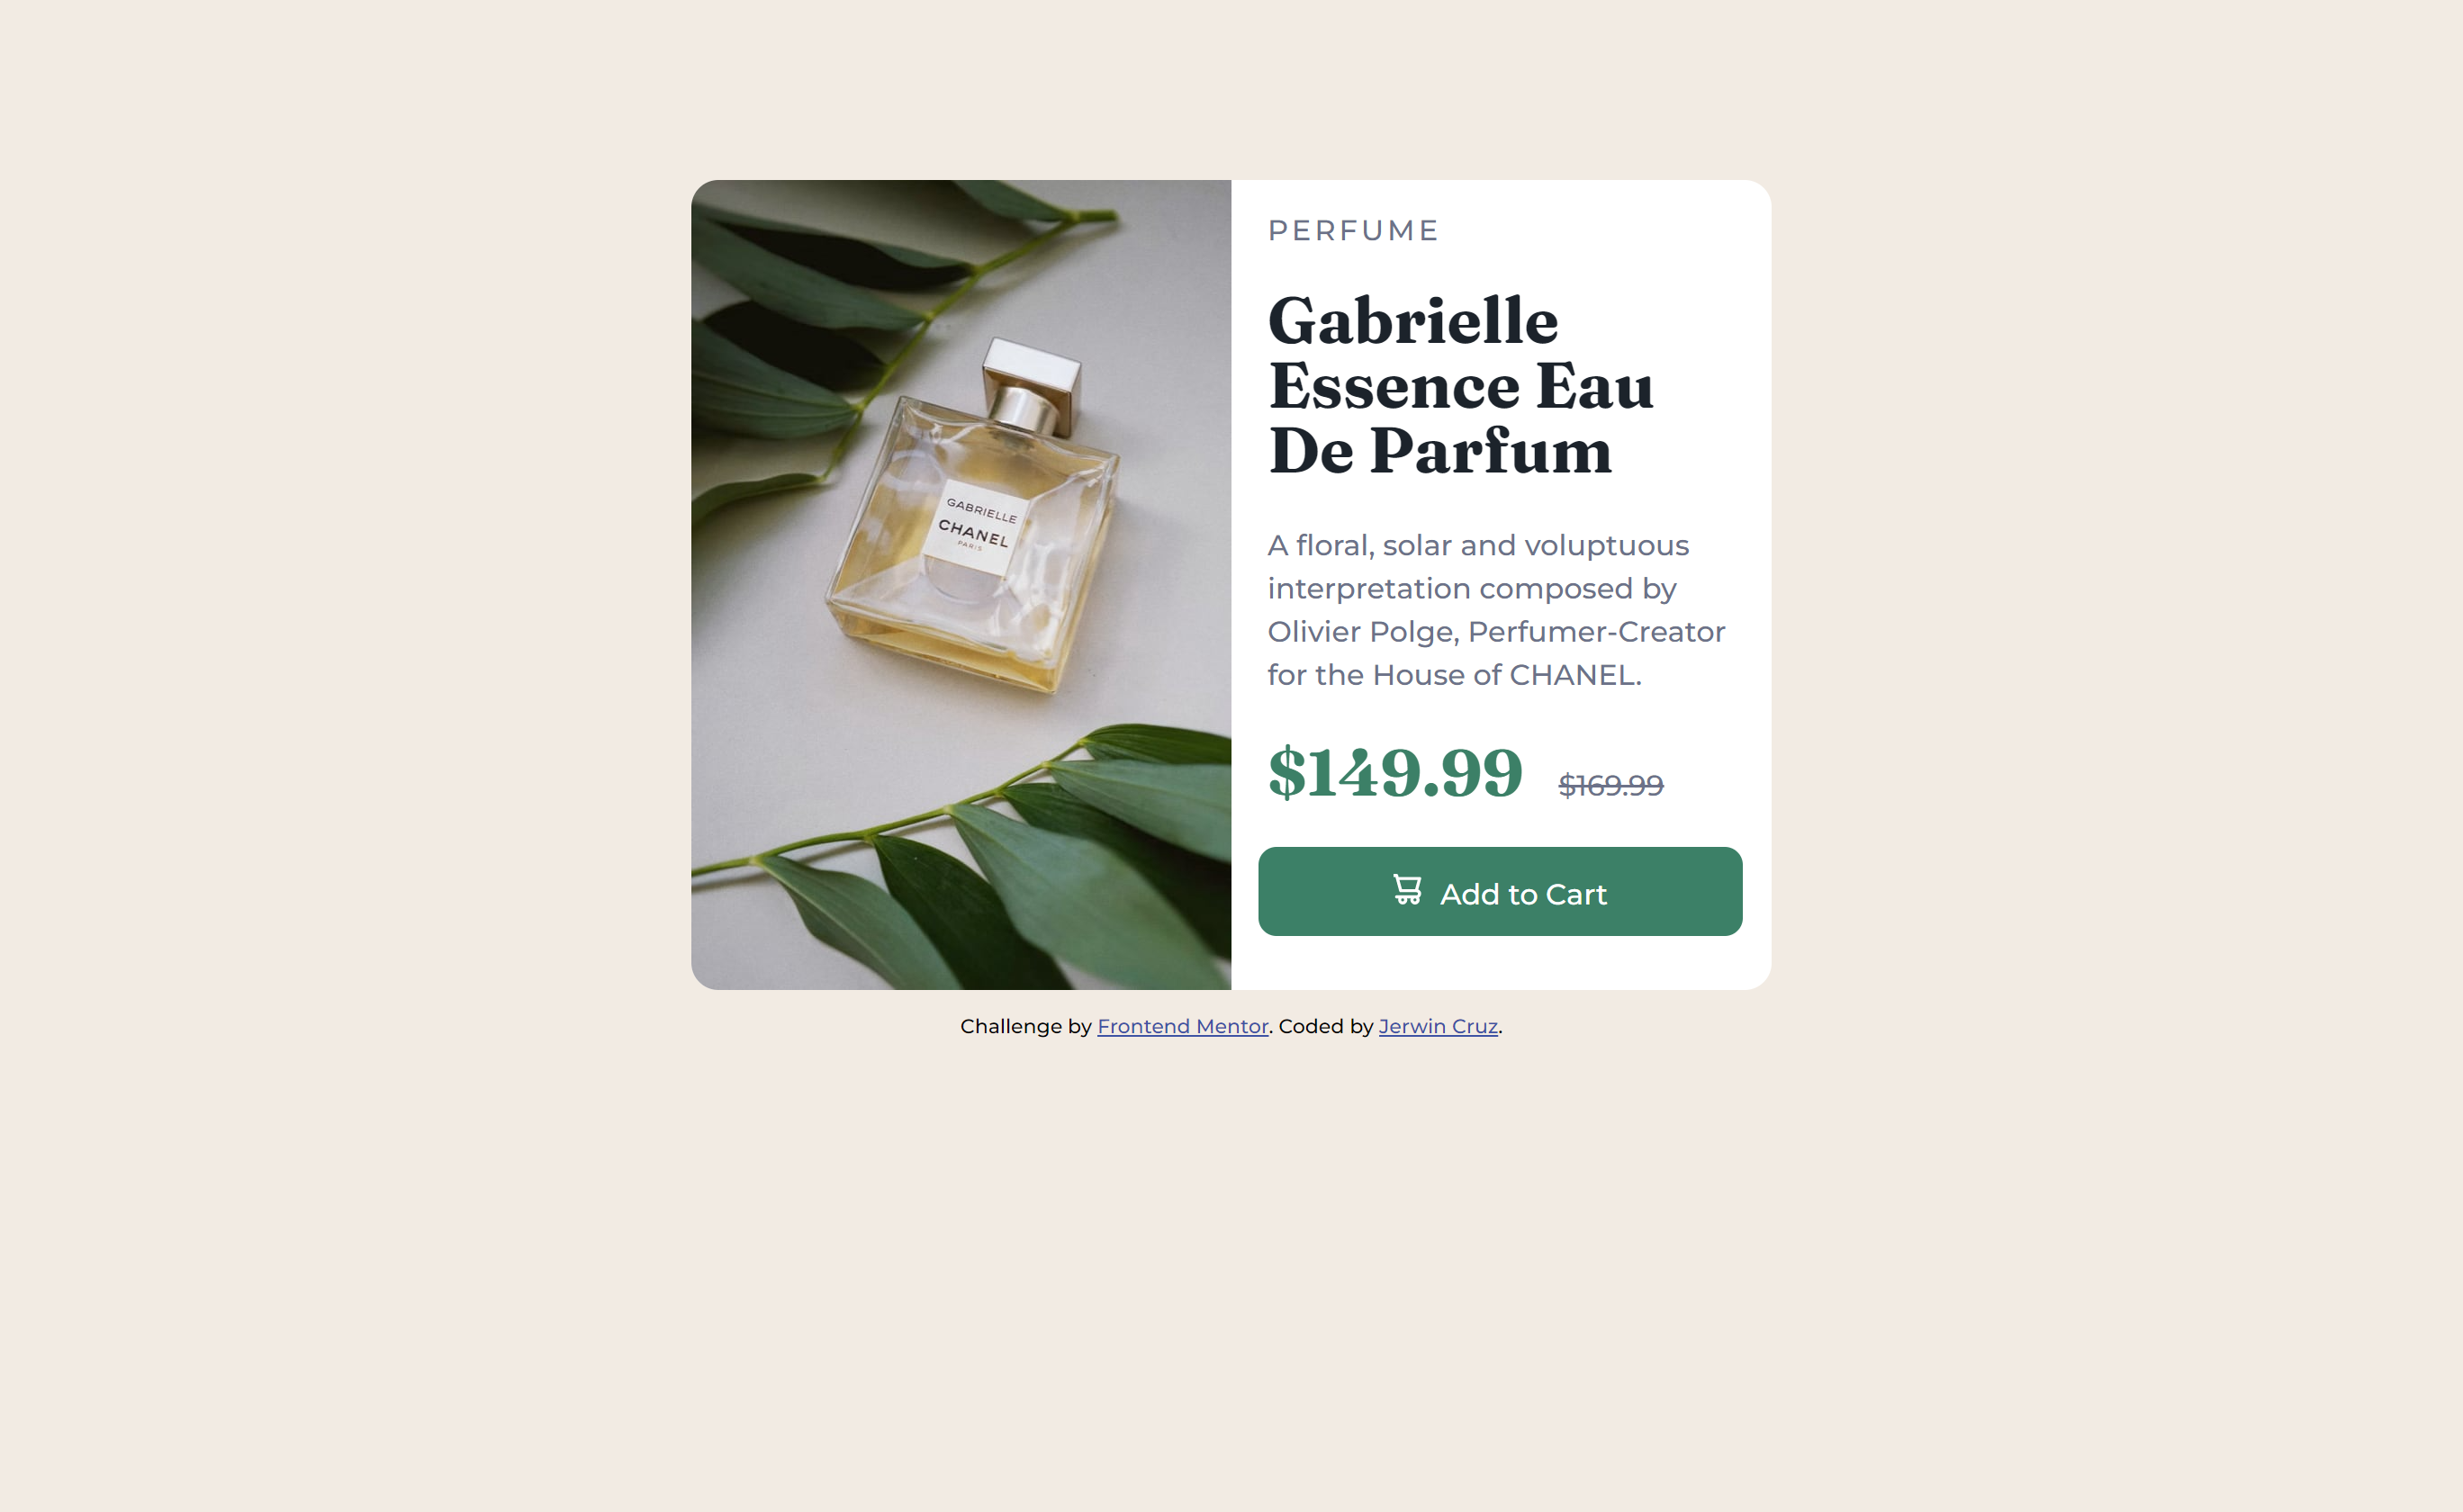 GABRIELLE
CHANEL
PARIS
PERFUME
Gabrielle
Essence Eau
De Parfum
A floral, solar and voluptuous
interpretation composed by
Olivier Polge, Perfumer-Creator
for the House of CHANEL.
$149.99 $169.99
Add to Cart
Challenge by Frontend Mentor. Coded by Jerwin Cruz.